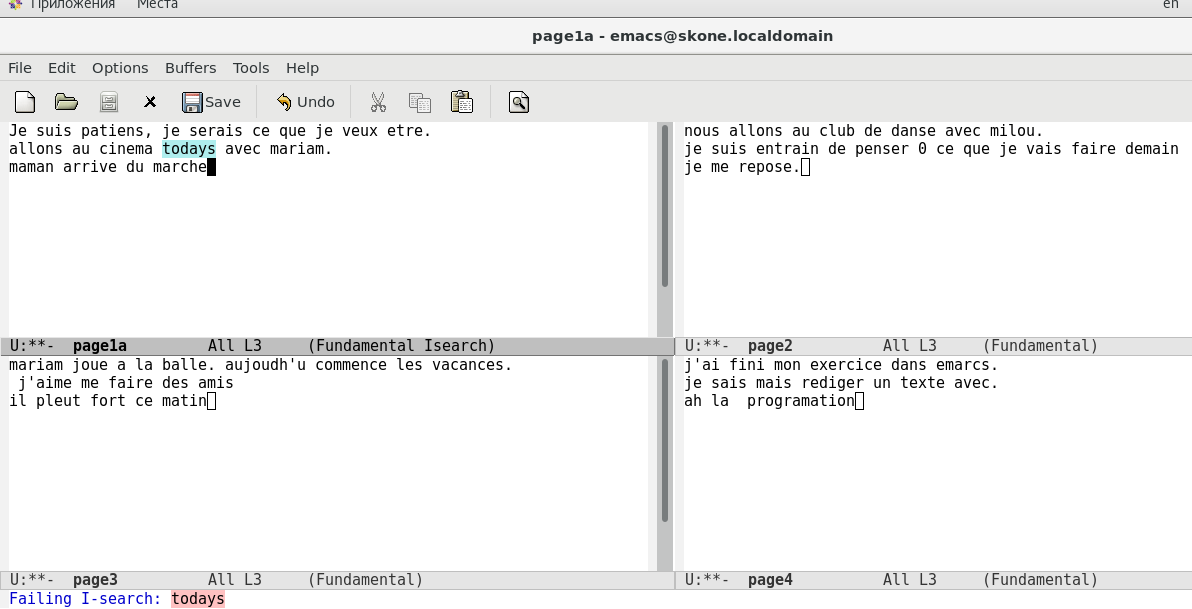 Приложения Места en
page1a - emacs@skone.localdomain
File Edit Options Buffers Tools Help
Save Undo
Je suis patiens, je serais ce que je veux etre.
allons au cinema todays avec mariam.
maman arrive du marche
U:**- page1a All L3 (Fundamental Isearch)
nous allons au club de danse avec milou.
je suis entrain de penser 0 ce que je vais faire demain
je me repose.
U:**- page2 All L3 (Fundamental)
mariam joue a la balle. aujoudh'u commence les vacances.
j'aime me faire des amis
il pleut fort ce matin
U:**- page3 All L3 (Fundamental)
j'ai fini mon exercice dans emarcs.
je sais mais rediger un texte avec.
ah la  programation
U:**- page4 All L3 (Fundamental)
Failing I-search: todays